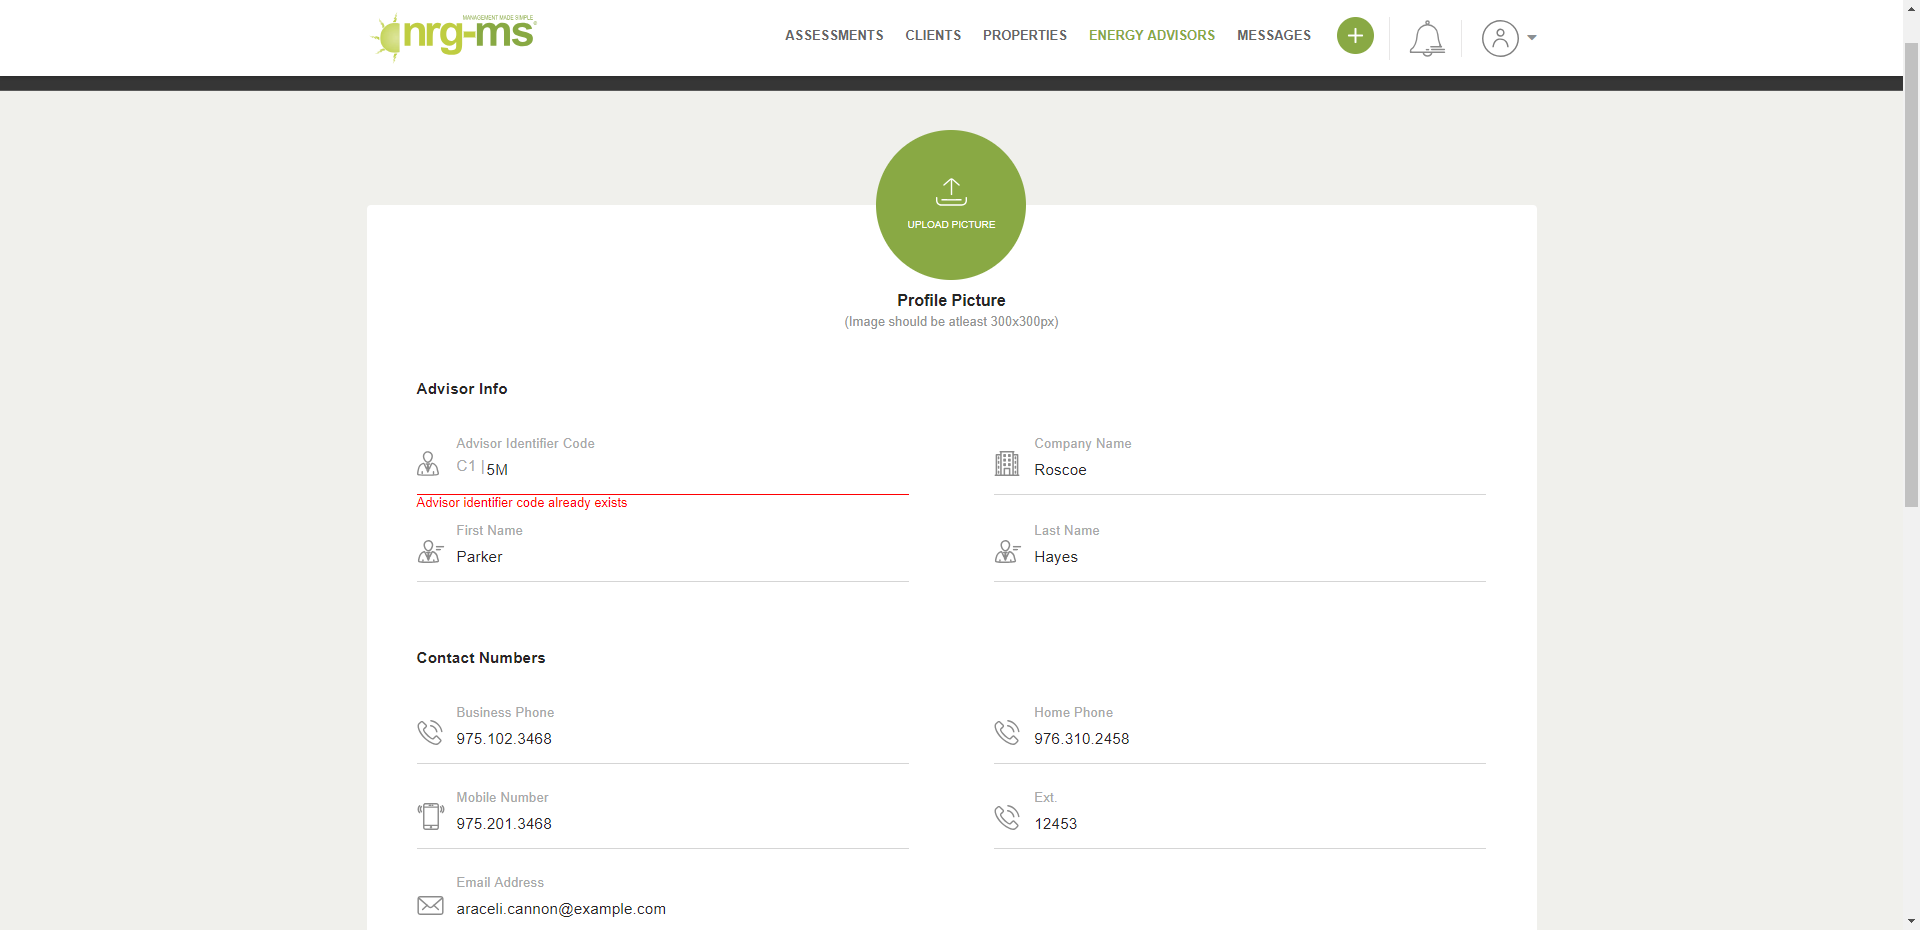 MANAGEMENT MADE SIMPLE
nrg-ms
ASSESSMENTS CLIENTS PROPERTIES ENERGY ADVISORS MESSAGES
UPLOAD PICTURE
Profile Picture
(Image should be atleast 300x300px)
Advisor Info
Advisor Identifier Code
C1 | 5M
Advisor identifier code already exists
Company Name
Roscoe
First Name
Parker
Last Name
Hayes
Contact Numbers
Business Phone
975.102.3468
Home Phone
976.310.2458
Mobile Number
975.201.3468
Ext.
12453
Email Address
araceli.cannon@example.com